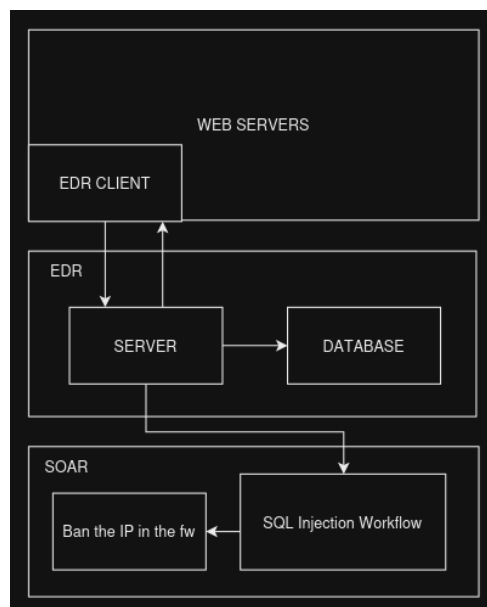 WEB SERVERS
EDR CLIENT
EDR
SERVER
DATABASE
SOAR
Ban the IP in the fw
SQL Injection Workflow